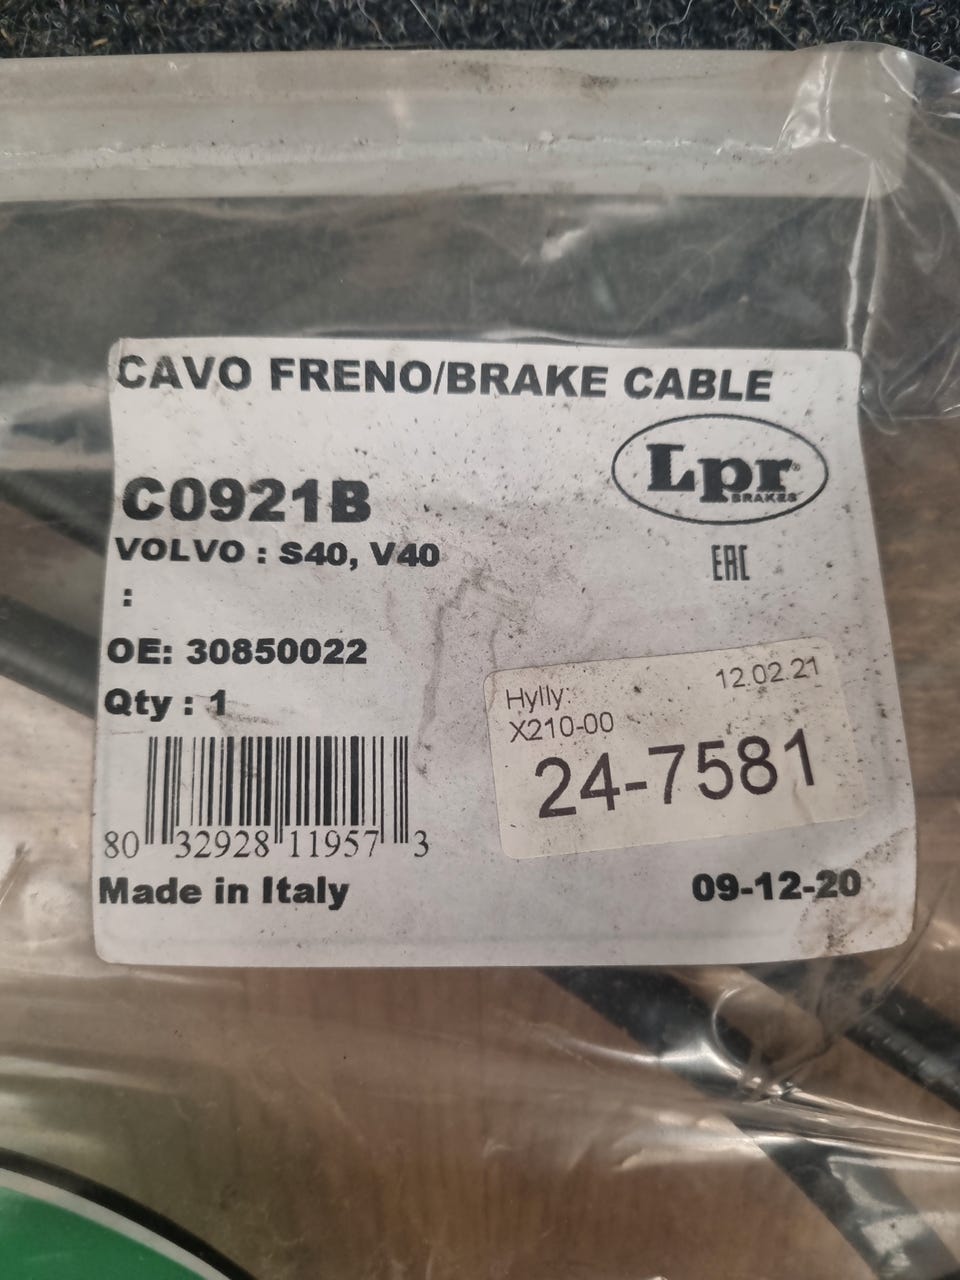 CAVO FRENO/BRAKE CABLE
Lpr
BRAKES
C0921B
VOLVO : S40, V40
:
EAC
OE: 30850022
Qty : 1
Hylly: 12.02.21
X210-00
24-7581
80 32928 11957 3
Made in Italy 09-12-20